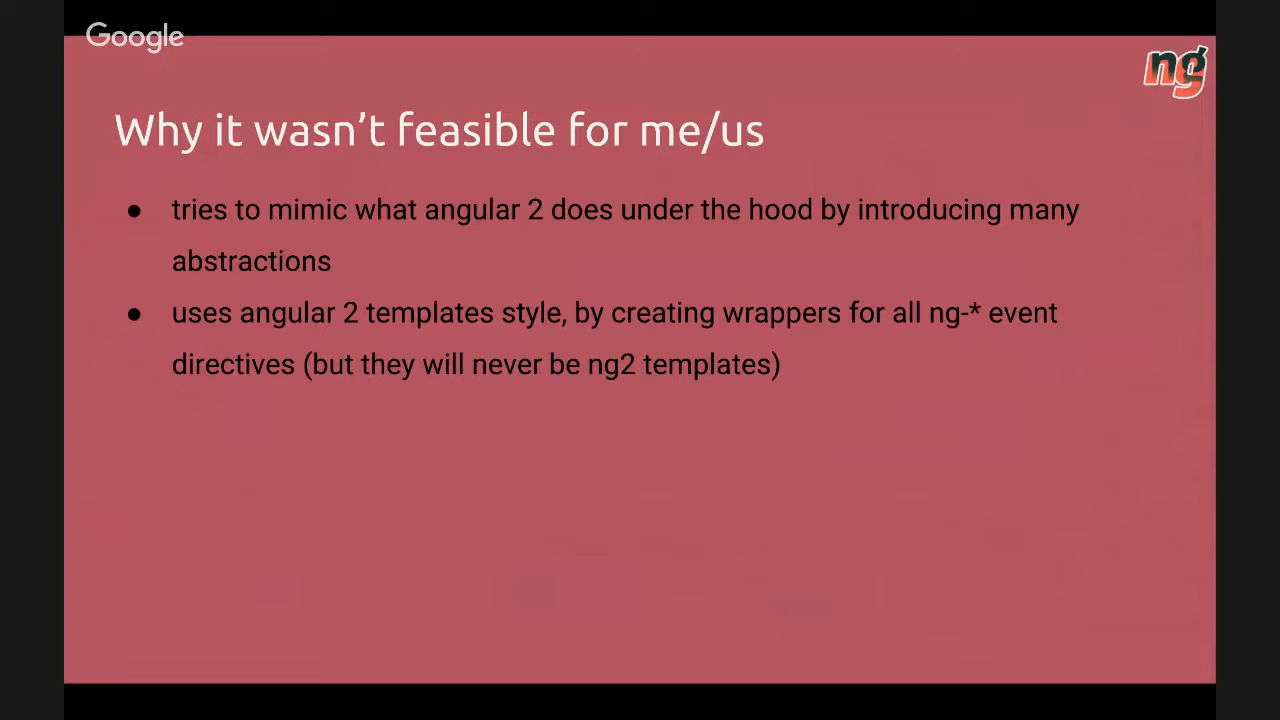 Google
ng
Why it wasn't feasible for me/us
● tries to mimic what angular 2 does under the hood by introducing many
abstractions
● uses angular 2 templates style, by creating wrappers for all ng-* event
directives (but they will never be ng2 templates)